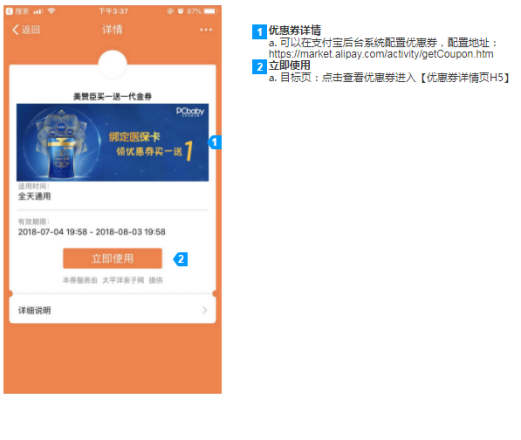 搜索 下午3:37 87%
返回 详情 •••
美赞臣买一送一代金券
PCbaby
绑定医保卡
领优惠券买一送1
1
适用时间：
全天通用
有效期限：
2018-07-04 19:58 - 2018-08-03 19:58
立即使用
2
本券服务由 太平洋亲子网 提供
详细说明
1 优惠券详情
a. 可以在支付宝后台系统配置优惠券，配置地址：
https://market.alipay.com/activity/getCoupon.htm
2 立即使用
a. 目标页：点击查看优惠券进入【优惠券详情页H5】